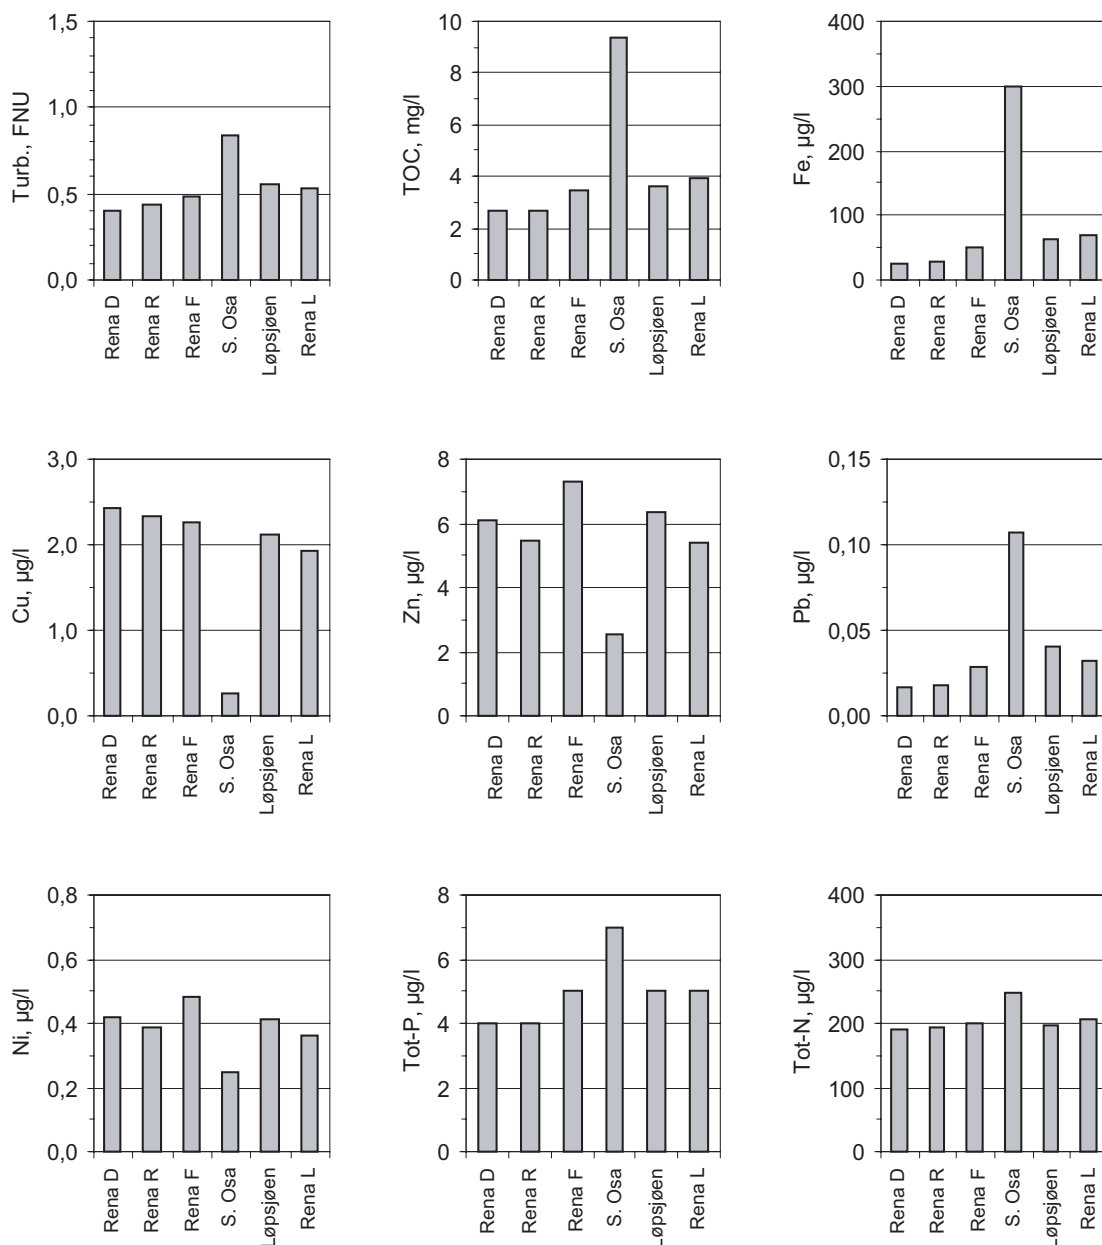 Turb., FNU
1,5
1,0
0,5
0,0
Rena D
Rena R
Rena F
S. Osa
Løpsjøen
Rena L
TOC, mg/l
10
8
6
4
2
0
Rena D
Rena R
Rena F
S. Osa
Løpsjøen
Rena L
Fe, µg/l
400
300
200
100
0
Rena D
Rena R
Rena F
S. Osa
Løpsjøen
Rena L
Cu, µg/l
3,0
2,0
1,0
0,0
Rena D
Rena R
Rena F
S. Osa
Løpsjøen
Rena L
Zn, µg/l
8
6
4
2
0
Rena D
Rena R
Rena F
S. Osa
Løpsjøen
Rena L
Pb, µg/l
0,15
0,10
0,05
0,00
Rena D
Rena R
Rena F
S. Osa
Løpsjøen
Rena L
Ni, µg/l
0,8
0,6
0,4
0,2
0,0
Rena D
Rena R
Rena F
S. Osa
Løpsjøen
Rena L
Tot-P, µg/l
8
6
4
2
0
Rena D
Rena R
Rena F
S. Osa
Løpsjøen
Rena L
Tot-N, µg/l
400
300
200
100
0
Rena D
Rena R
Rena F
S. Osa
Løpsjøen
Rena L